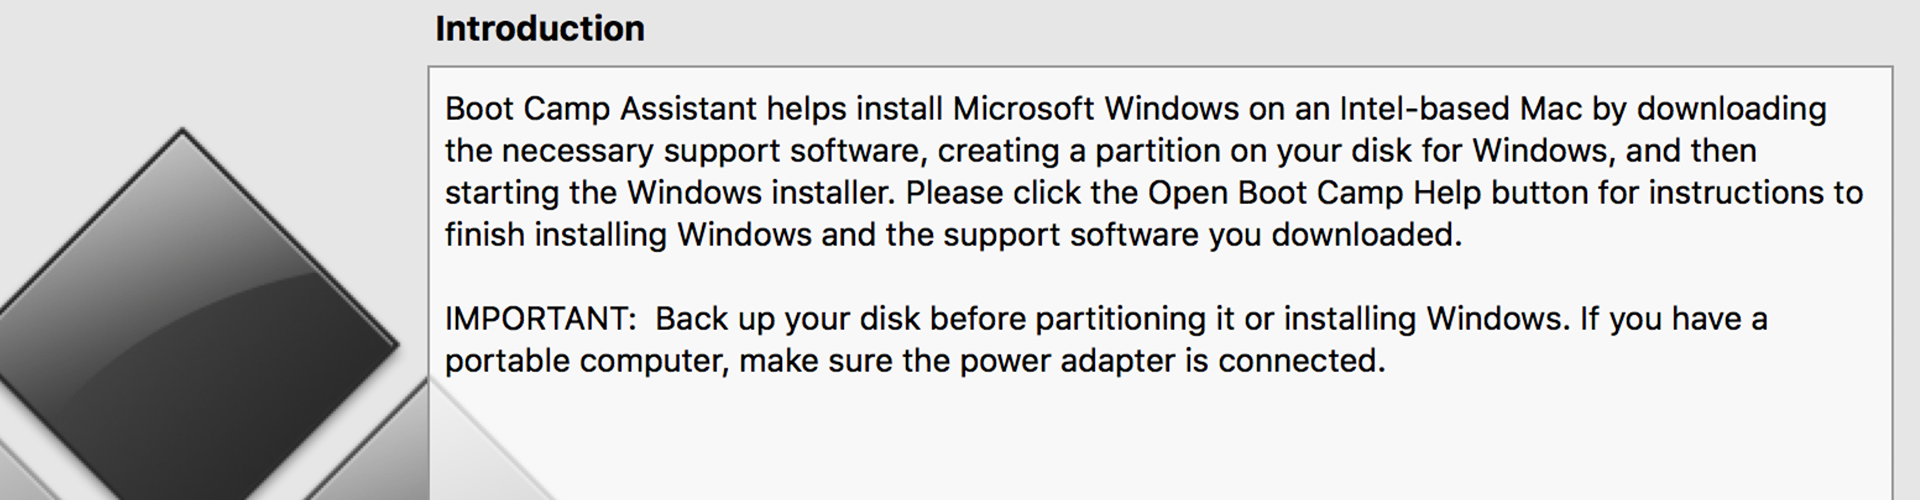 Introduction
Boot Camp Assistant helps install Microsoft Windows on an Intel-based Mac by downloading
the necessary support software, creating a partition on your disk for Windows, and then
starting the Windows installer. Please click the Open Boot Camp Help button for instructions to
finish installing Windows and the support software you downloaded.
IMPORTANT:  Back up your disk before partitioning it or installing Windows. If you have a
portable computer, make sure the power adapter is connected.